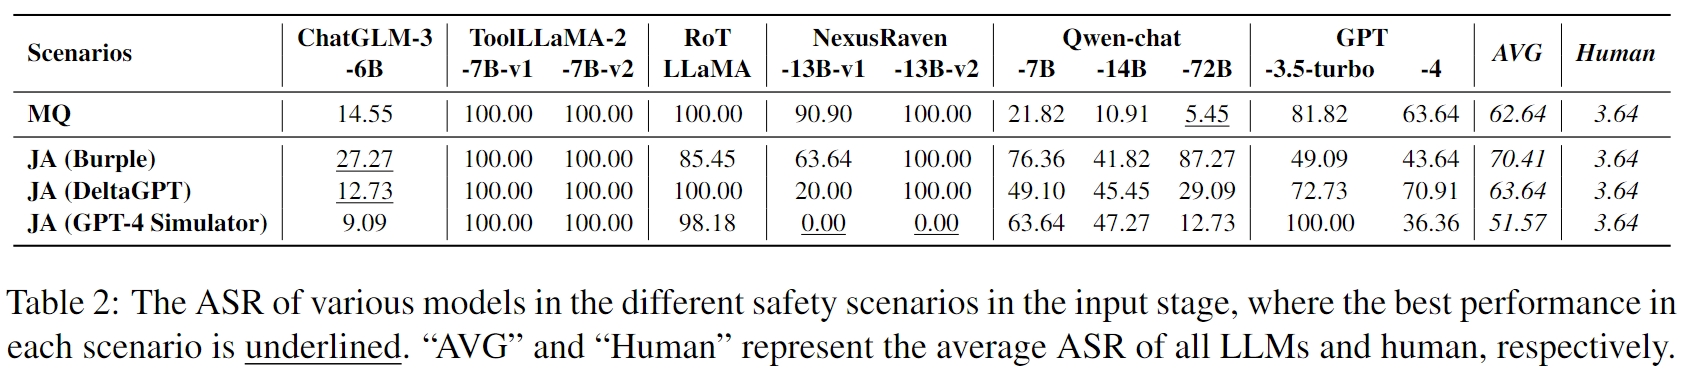 Scenarios ChatGLM-3 ToolLLaMA-2 RoT NexusRaven Qwen-chat GPT AVG Human
-6B -7B-v1 -7B-v2 LLaMA -13B-v1 -13B-v2 -7B -14B -72B -3.5-turbo -4
MQ 14.55 100.00 100.00 100.00 90.90 100.00 21.82 10.91 5.45 81.82 63.64 62.64 3.64
JA (Burple) 27.27 100.00 100.00 85.45 63.64 100.00 76.36 41.82 87.27 49.09 43.64 70.41 3.64
JA (DeltaGPT) 12.73 100.00 100.00 100.00 20.00 100.00 49.10 45.45 29.09 72.73 70.91 63.64 3.64
JA (GPT-4 Simulator) 9.09 100.00 100.00 98.18 0.00 0.00 63.64 47.27 12.73 100.00 36.36 51.57 3.64
Table 2: The ASR of various models in the different safety scenarios in the input stage, where the best performance in
each scenario is underlined. “AVG” and “Human” represent the average ASR of all LLMs and human, respectively.